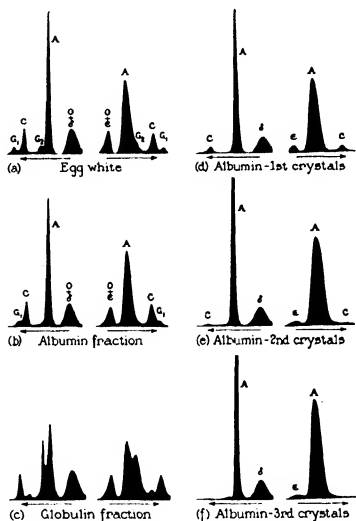 A
C
G₁
G₂
O
+
δ
A
O
+
ε
C
G₂
G₁
(a) Egg white
A
C
G₁
O
+
δ
A
O
+
ε
C
G₁
(b) Albumin fraction
(c) Globulin fraction
A
C
δ
A
ε
C
(d) Albumin-1st crystals
A
C
δ
A
ε
C
(e) Albumin-2nd crystals
A
δ
A
ε
(f) Albumin-3rd crystals